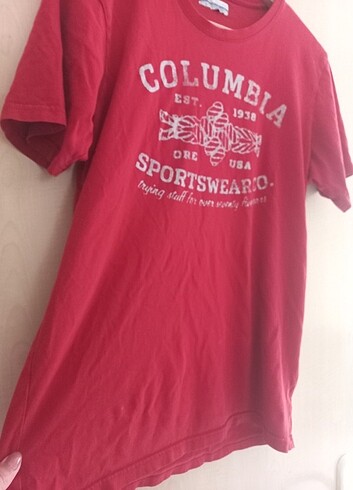 COLUMBIA
EST. 1938
ORE USA
SPORTSWEAR CO.
trying stuff for over seventy